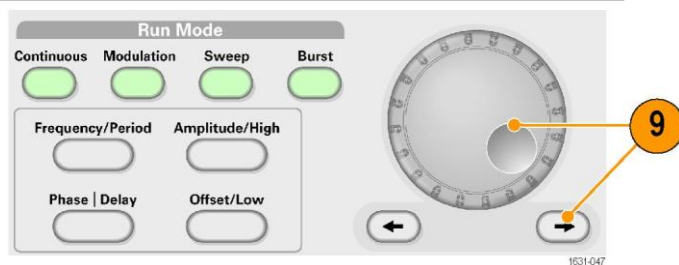 Run Mode
Continuous Modulation Sweep Burst
Frequency/Period Amplitude/High
Phase | Delay Offset/Low
9
1631-047